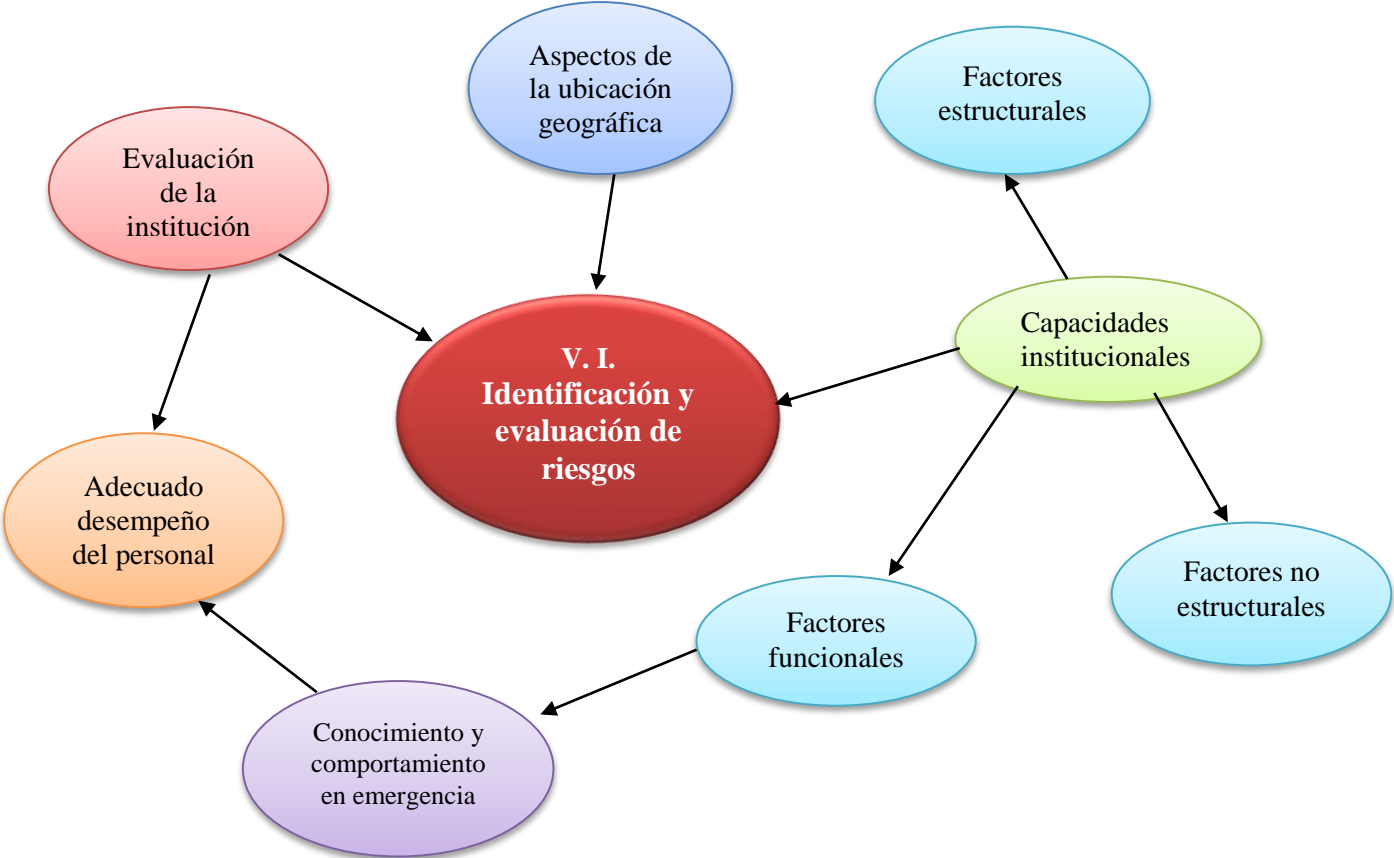 Aspectos de
la ubicación
geográfica
Factores
estructurales
Evaluación
de la
institución
Capacidades
institucionales
V. I.
Identificación y
evaluación de
riesgos
Adecuado
desempeño
del personal
Factores no
estructurales
Factores
funcionales
Conocimiento y
comportamiento
en emergencia